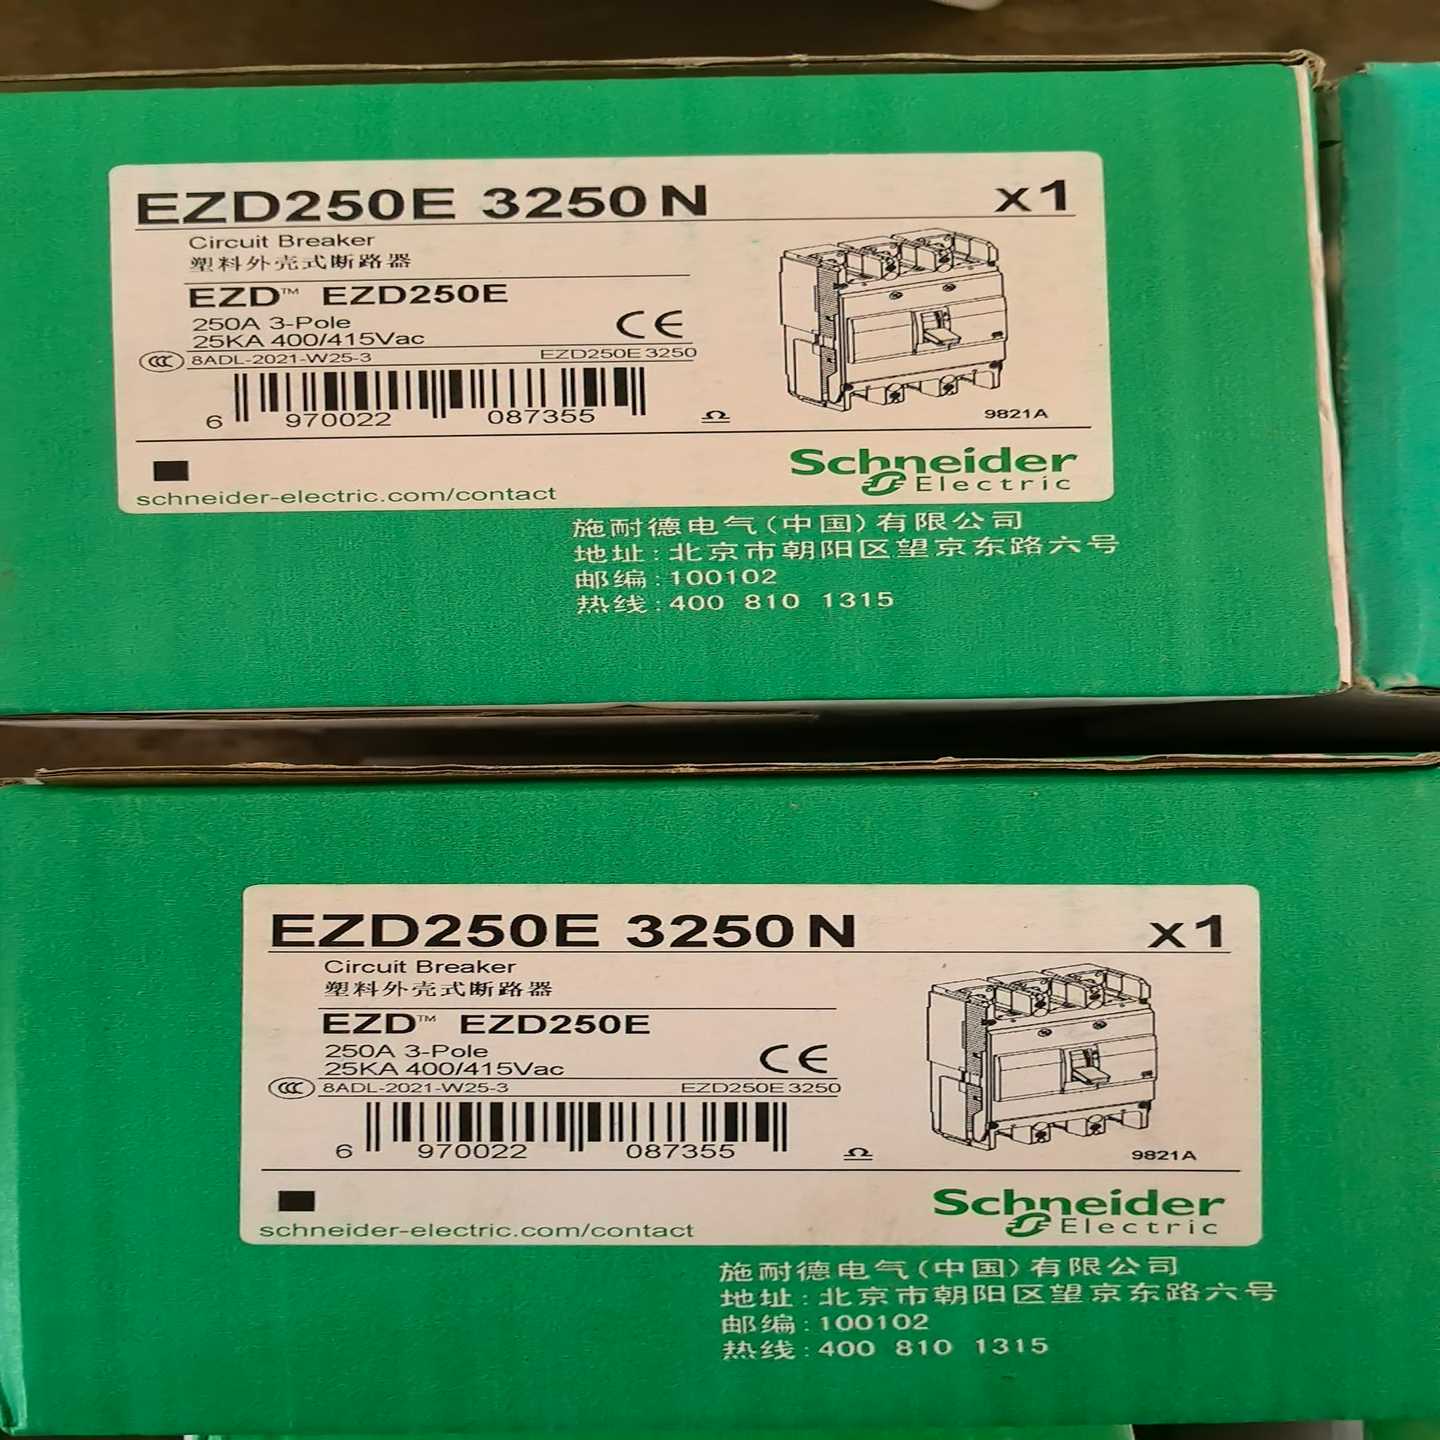 EZD250E 3250N x1
Circuit Breaker
塑料外壳式断路器
EZD™ EZD250E
250A 3-Pole
25KA 400/415Vac
CE
CCC 8ADL-2021-W25-3 EZD250E3250
6 970022 087355
9821A
Schneider
Electric
schneider-electric.com/contact
施耐德电气(中国)有限公司
地址:北京市朝阳区望京东路六号
邮编:100102
热线:400 810 1315
EZD250E 3250N x1
Circuit Breaker
塑料外壳式断路器
EZD™ EZD250E
250A 3-Pole
25KA 400/415Vac
CE
CCC 8ADL-2021-W25-3 EZD250E3250
6 970022 087355
9821A
Schneider
Electric
schneider-electric.com/contact
施耐德电气(中国)有限公司
地址:北京市朝阳区望京东路六号
邮编:100102
热线:400 810 1315